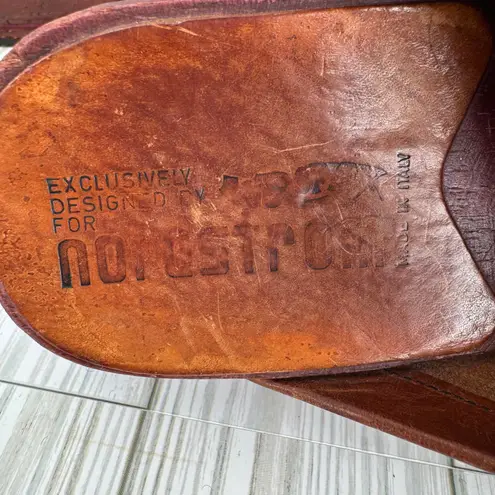 EXCLUSIVELY
DESIGNED BY
FOR
NORDSTROM
MADE IN ITALY